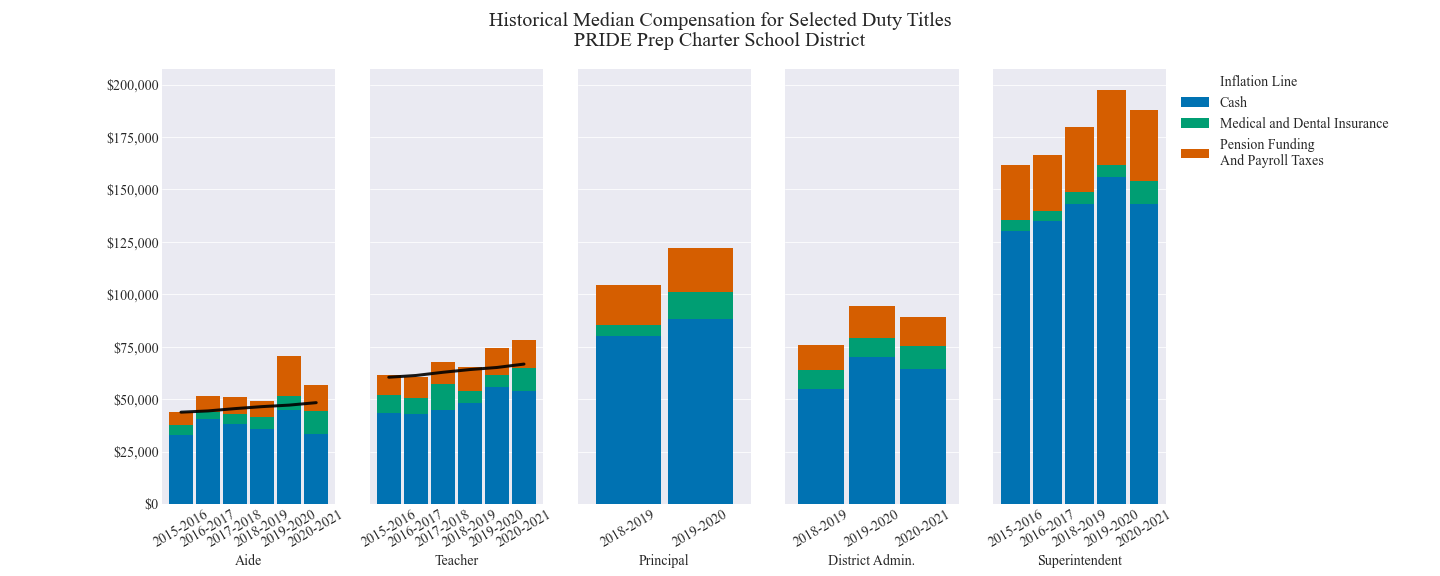 Historical Median Compensation for Selected Duty Titles
PRIDE Prep Charter School District
$200,000
$175,000
$150,000
$125,000
$100,000
$75,000
$50,000
$25,000
$0
2015-2016
2016-2017
2017-2018
2018-2019
2019-2020
2020-2021
Aide
2015-2016
2016-2017
2017-2018
2018-2019
2019-2020
2020-2021
Teacher
2018-2019
2019-2020
Principal
2018-2019
2019-2020
2020-2021
District Admin.
2015-2016
2016-2017
2018-2019
2019-2020
2020-2021
Superintendent
Inflation Line
Cash
Medical and Dental Insurance
Pension Funding
And Payroll Taxes